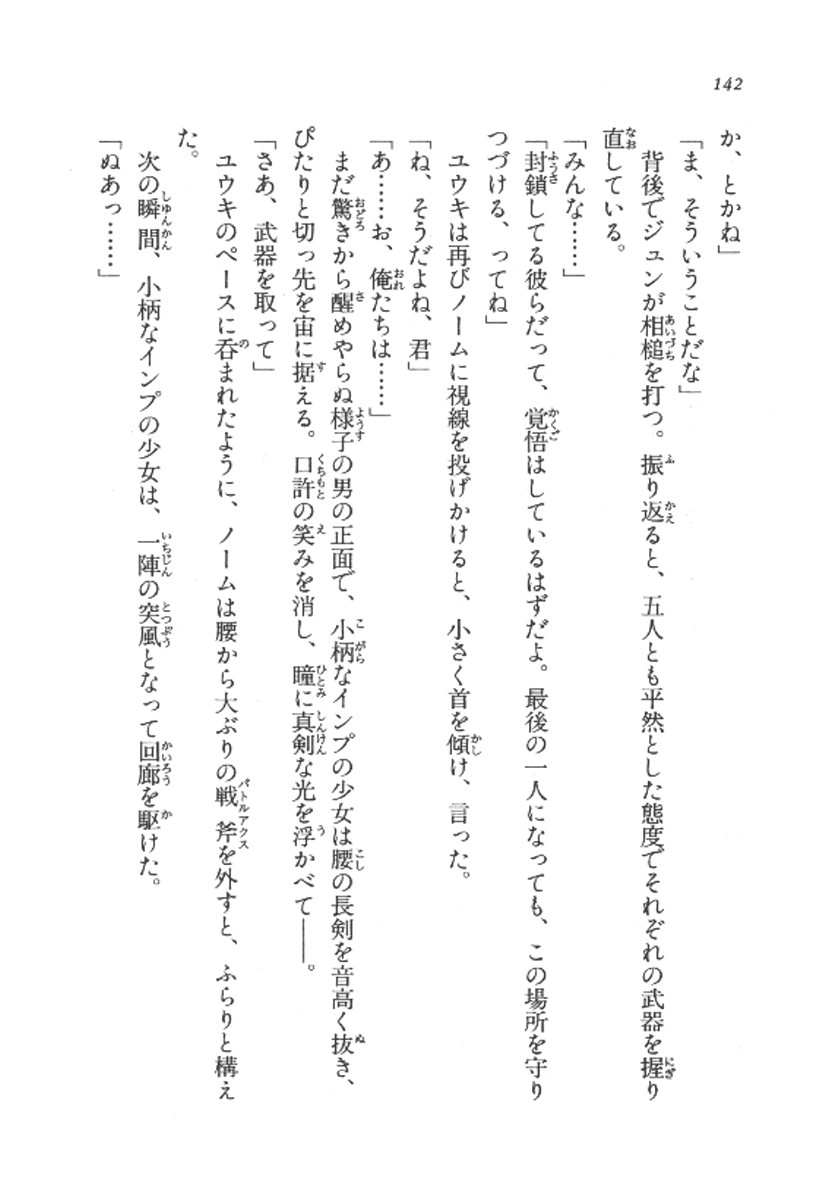 142
か、とかね」
「ま、そういうことだな」
背後でジュンが相槌を打つ。振り返ると、五人とも平然とした態度でそれぞれの武器を握り
直している。
「みんな……」
「封鎖してる彼らだって、覚悟はしているはずだよ。最後の一人になっても、この場所を守り
つづける、ってね」
ユウキは再びノームに視線を投げかけると、小さく首を傾け、言った。
「ね、そうだよね、君」
「あ……お、俺たちは……」
まだ驚きから醒めやらぬ様子の男の正面で、小柄なインプの少女は腰の長剣を音高く抜き、
ぴたりと切っ先を宙に据える。口許の笑みを消し、瞳に真剣な光を浮かべて――。
「さあ、武器を取って」
ユウキのペースに呑まれたように、ノームは腰から大ぶりの戦斧を外すと、ふらりと構え
た。
次の瞬間、小柄なインプの少女は、一陣の突風となって回廊を駆けた。
「ぬあっ……」